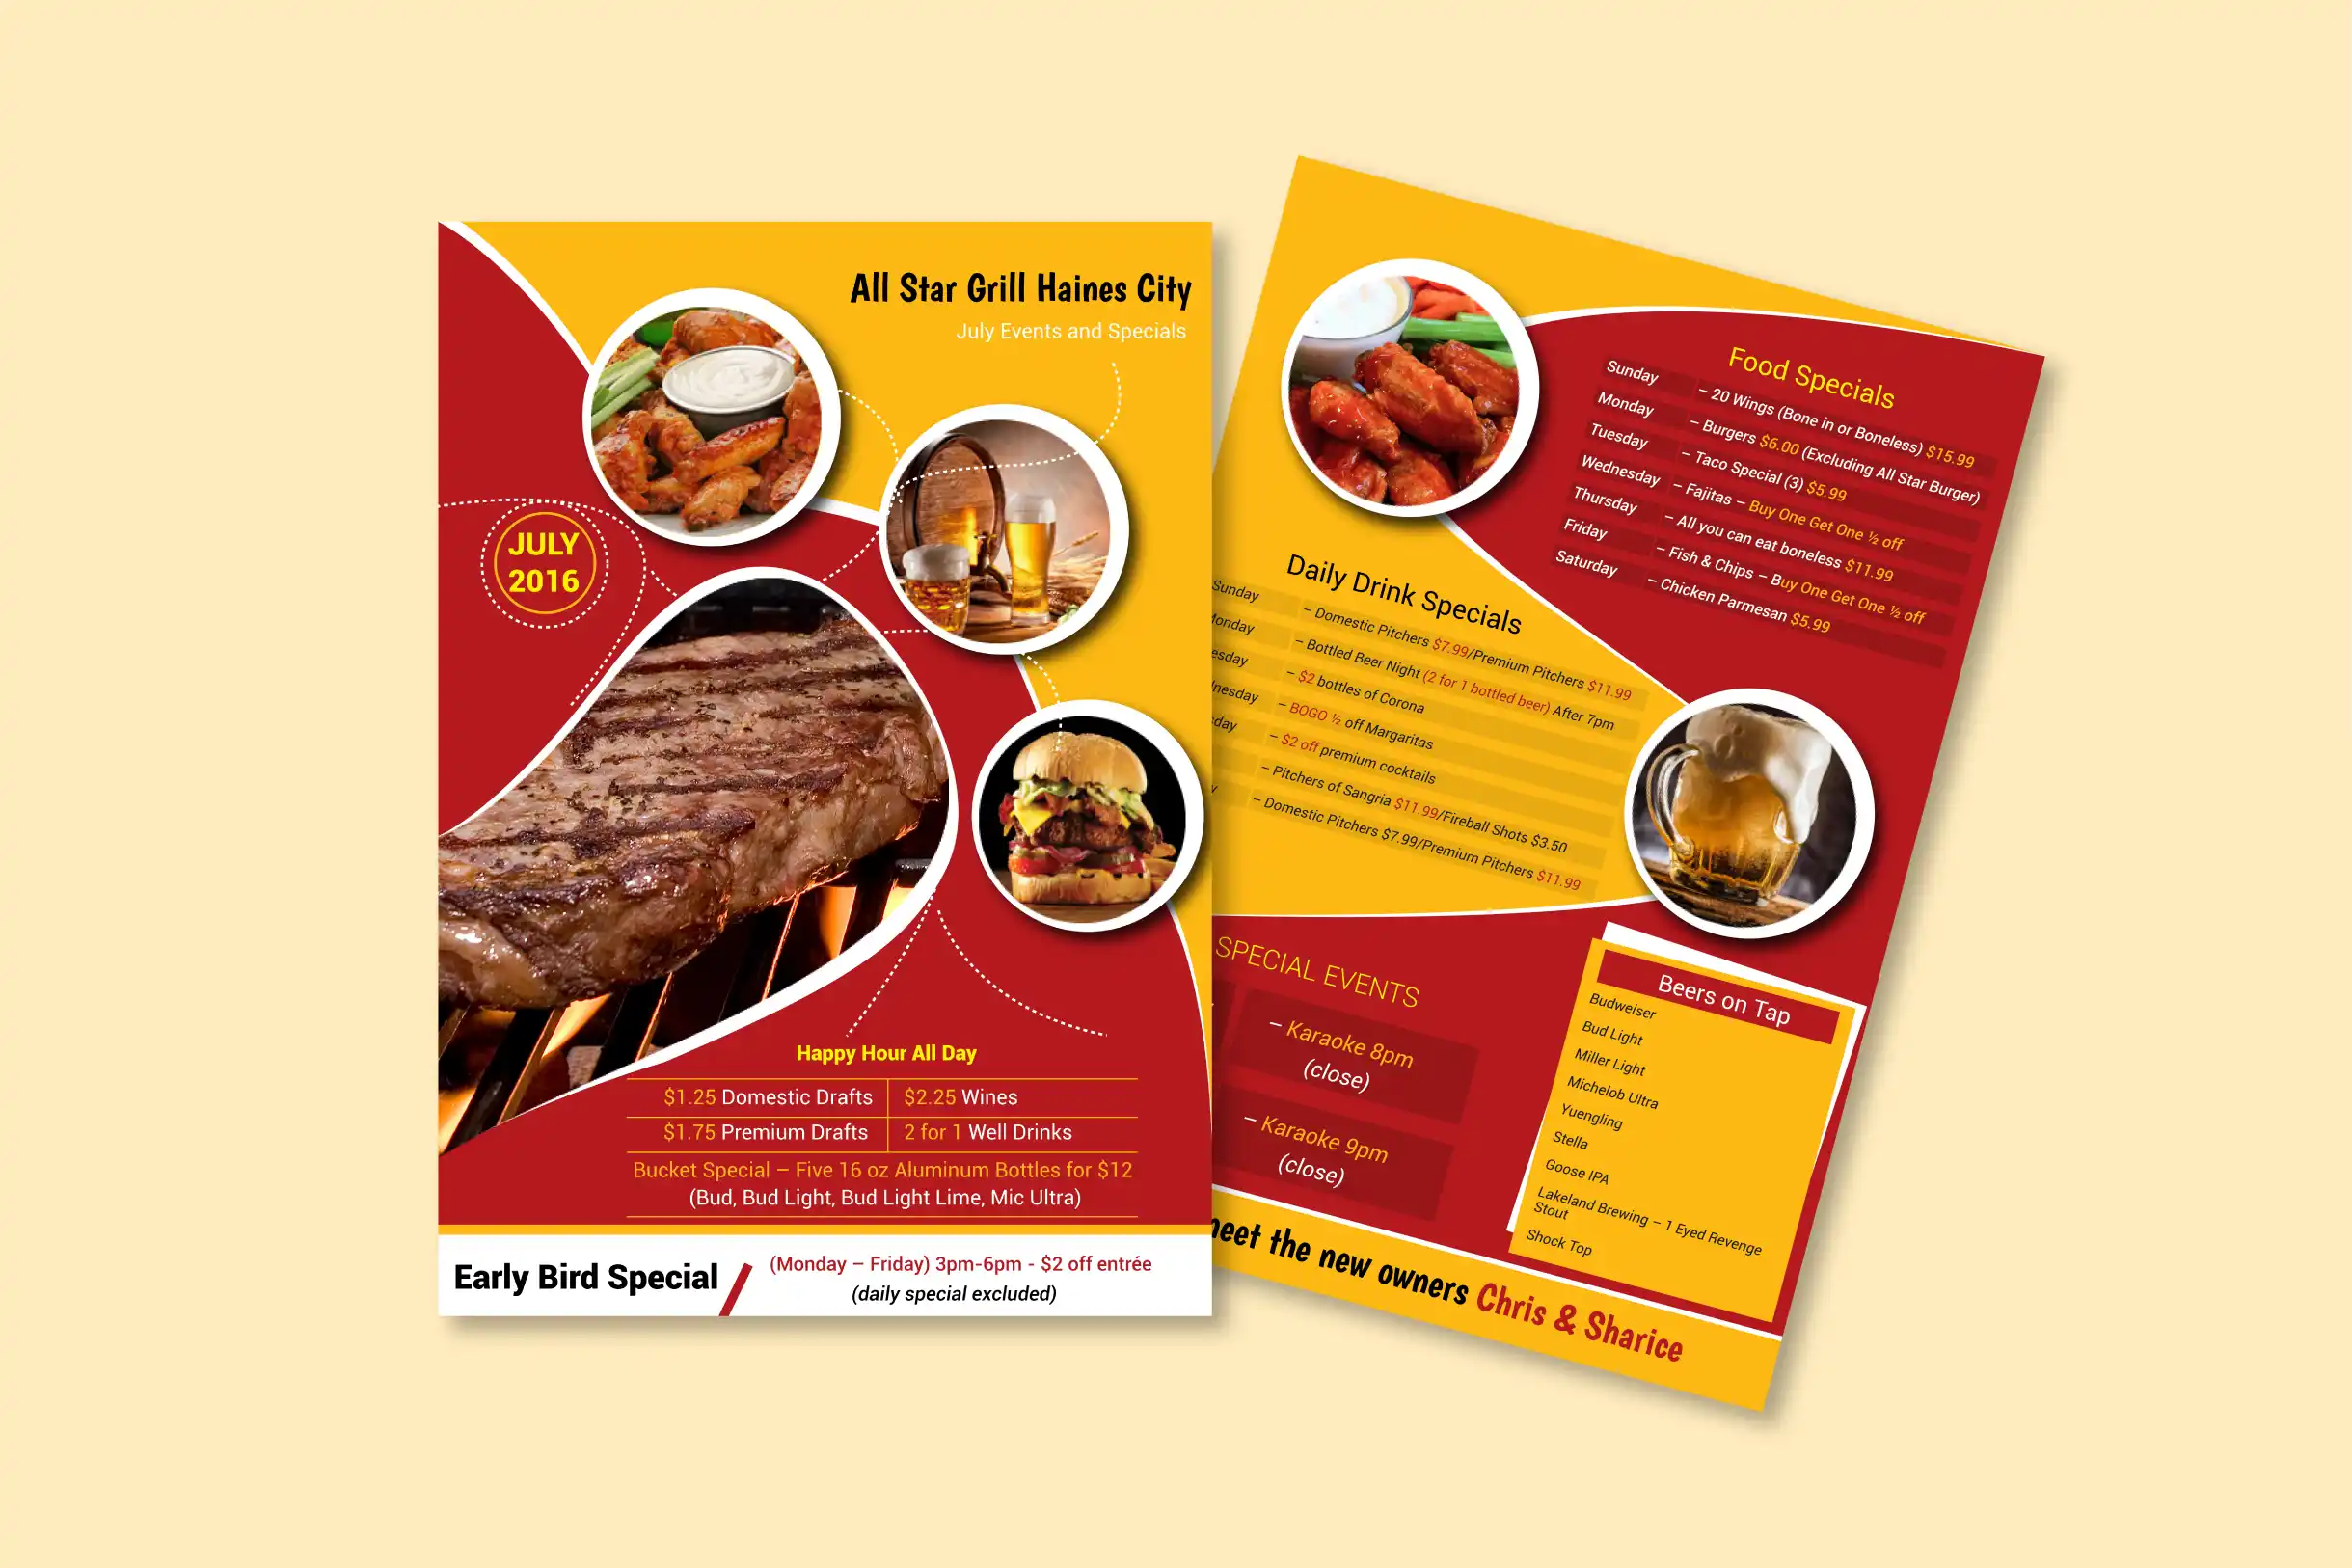 All Star Grill Haines City
July Events and Specials
JULY
2016
Happy Hour All Day
$1.25 Domestic Drafts
$2.25 Wines
$1.75 Premium Drafts
2 for 1 Well Drinks
Bucket Special – Five 16 oz Aluminum Bottles for $12
(Bud, Bud Light, Bud Light Lime, Mic Ultra)
Early Bird Special
(Monday – Friday) 3pm-6pm - $2 off entrée
(daily special excluded)
Food Specials
Sunday – 20 Wings (Bone in or Boneless) $15.99
Monday – Burgers $6.00 (Excluding All Star Burger)
Tuesday – Taco Special (3) $5.99
Wednesday – Fajitas – Buy One Get One ½ off
Thursday – All you can eat boneless $11.99
Friday – Fish & Chips – Buy One Get One ½ off
Saturday – Chicken Parmesan $5.99
Daily Drink Specials
Sunday – Domestic Pitchers $7.99/Premium Pitchers $11.99
Monday – Bottled Beer Night (2 for 1 bottled beer) After 7pm
esday – $2 bottles of Corona
nesday – BOGO ½ off Margaritas
sday – $2 off premium cocktails
– Pitchers of Sangria $11.99/Fireball Shots $3.50
y – Domestic Pitchers $7.99/Premium Pitchers $11.99
SPECIAL EVENTS
– Karaoke 8pm
(close)
– Karaoke 9pm
(close)
Beers on Tap
Budweiser
Bud Light
Miller Light
Michelob Ultra
Yuengling
Stella
Goose IPA
Lakeland Brewing – 1 Eyed Revenge
Stout
Shock Top
meet the new owners Chris & Sharice